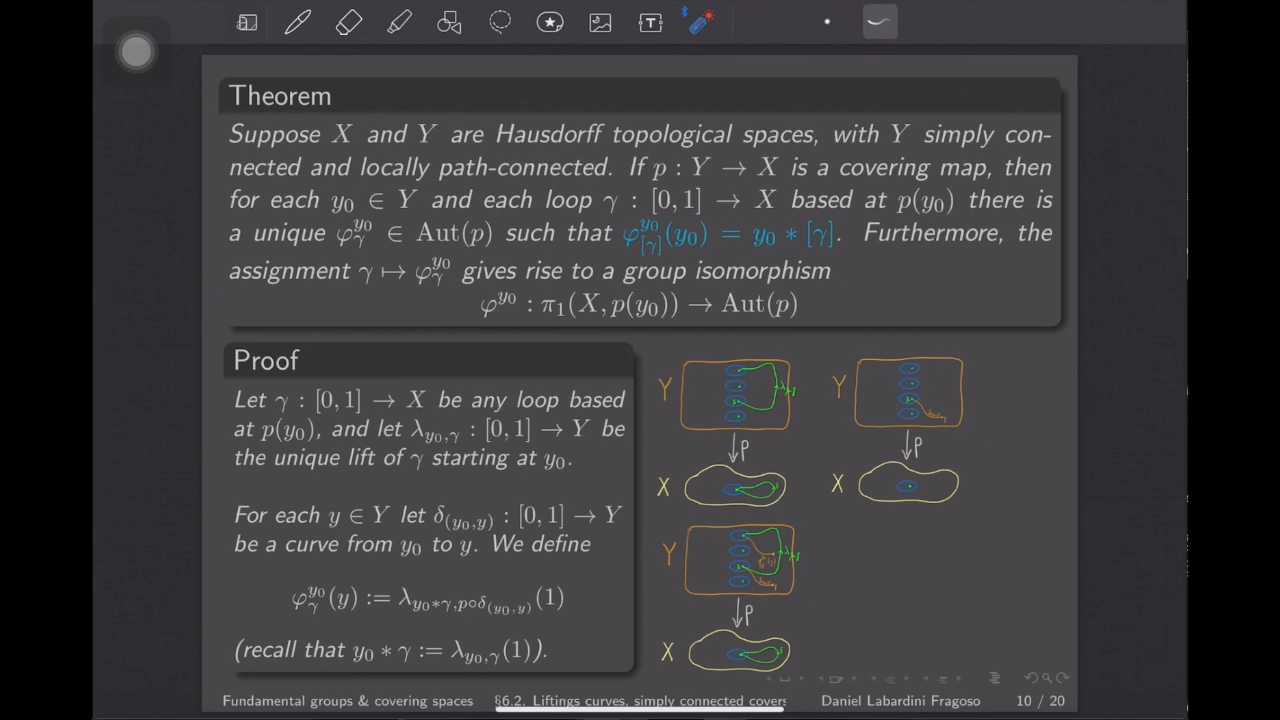 Theorem
Suppose X and Y are Hausdorff topological spaces, with Y simply con-
nected and locally path-connected. If p : Y → X is a covering map, then
for each y₀ ∈ Y and each loop γ : [0, 1] → X based at p(y₀) there is
a unique φ_γ^{y₀} ∈ Aut(p) such that φ_{[γ]}^{y₀}(y₀) = y₀ ∗ [γ]. Furthermore, the
assignment γ ↦ φ_γ^{y₀} gives rise to a group isomorphism
φ^{y₀} : π₁(X, p(y₀)) → Aut(p)
Proof
Let γ : [0, 1] → X be any loop based
at p(y₀), and let λ_{y₀,γ} : [0, 1] → Y be
the unique lift of γ starting at y₀.
For each y ∈ Y let δ_{(y₀,y)} : [0, 1] → Y
be a curve from y₀ to y. We define
φ_γ^{y₀}(y) := λ_{y₀∗γ,p∘δ_{(y₀,y)}}(1)
(recall that y₀ ∗ γ := λ_{y₀,γ}(1)).
Y
p
X
Y
p
X
Y
p
X
Fundamental groups & covering spaces
§6.2. Liftings curves, simply connected covers
Daniel Labardini Fragoso
10 / 20